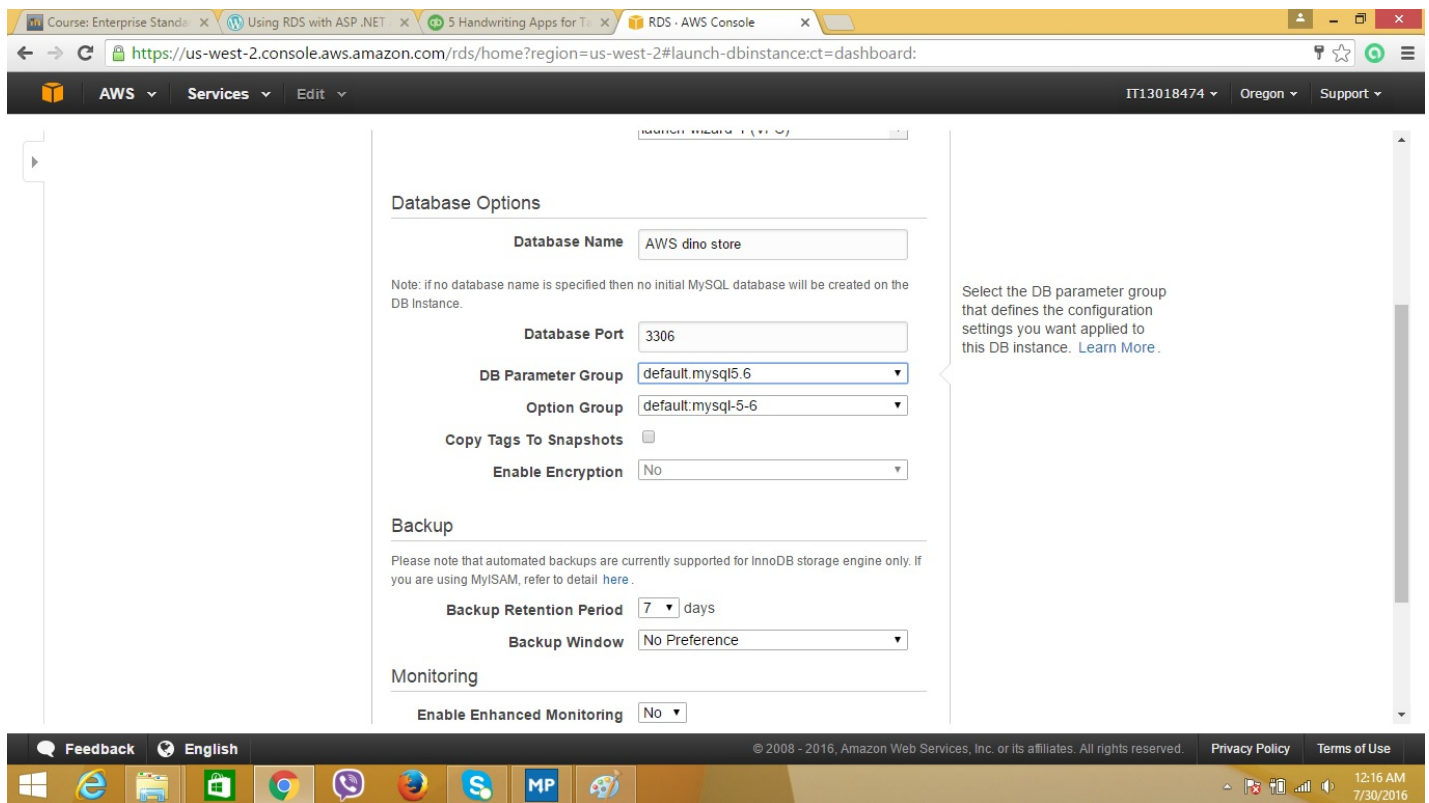 Course: Enterprise Standa
Using RDS with ASP .NET
5 Handwriting Apps for Ta
RDS · AWS Console
https://us-west-2.console.aws.amazon.com/rds/home?region=us-west-2#launch-dbinstance:ct=dashboard:
AWS Services Edit IT13018474 Oregon Support
launch-wizard-1 (VPC)
Database Options
Database Name AWS dino store
Note: if no database name is specified then no initial MySQL database will be created on the
DB Instance.
Database Port 3306
DB Parameter Group default.mysql5.6
Option Group default:mysql-5-6
Copy Tags To Snapshots
Enable Encryption No
Select the DB parameter group
that defines the configuration
settings you want applied to
this DB instance. Learn More.
Backup
Please note that automated backups are currently supported for InnoDB storage engine only. If
you are using MyISAM, refer to detail here.
Backup Retention Period 7 days
Backup Window No Preference
Monitoring
Enable Enhanced Monitoring No
Feedback English © 2008 - 2016, Amazon Web Services, Inc. or its affiliates. All rights reserved. Privacy Policy Terms of Use
MP
12:16 AM
7/30/2016